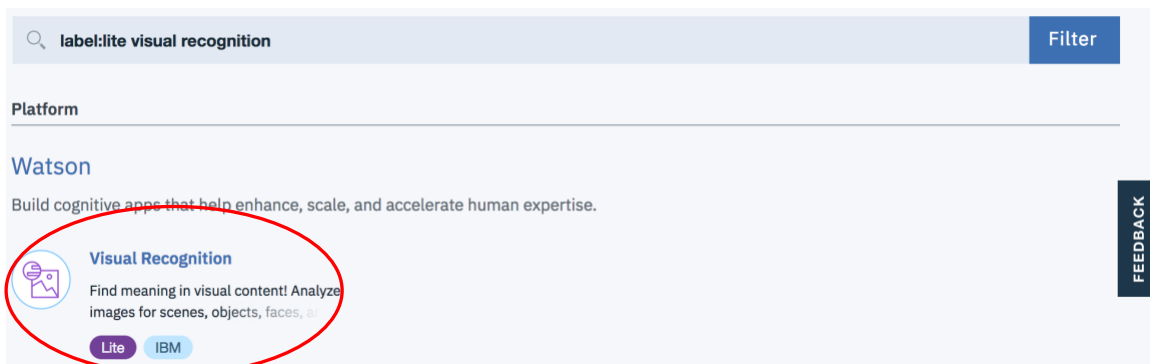 label:lite visual recognition
Filter
Platform
Watson
Build cognitive apps that help enhance, scale, and accelerate human expertise.
FEEDBACK
Visual Recognition
Find meaning in visual content! Analyze
images for scenes, objects, faces,
Lite
IBM